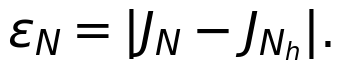 ε_N = |J_N − J_{N_h}|.